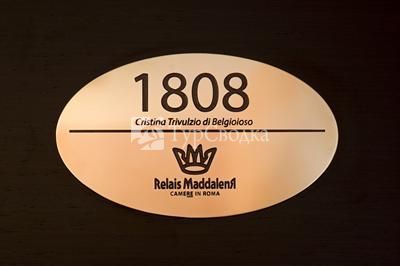 1808
Cristina Trivulzio di Belgioioso
ТурСводка
Relais MaddalenA
CAMERE IN ROMA